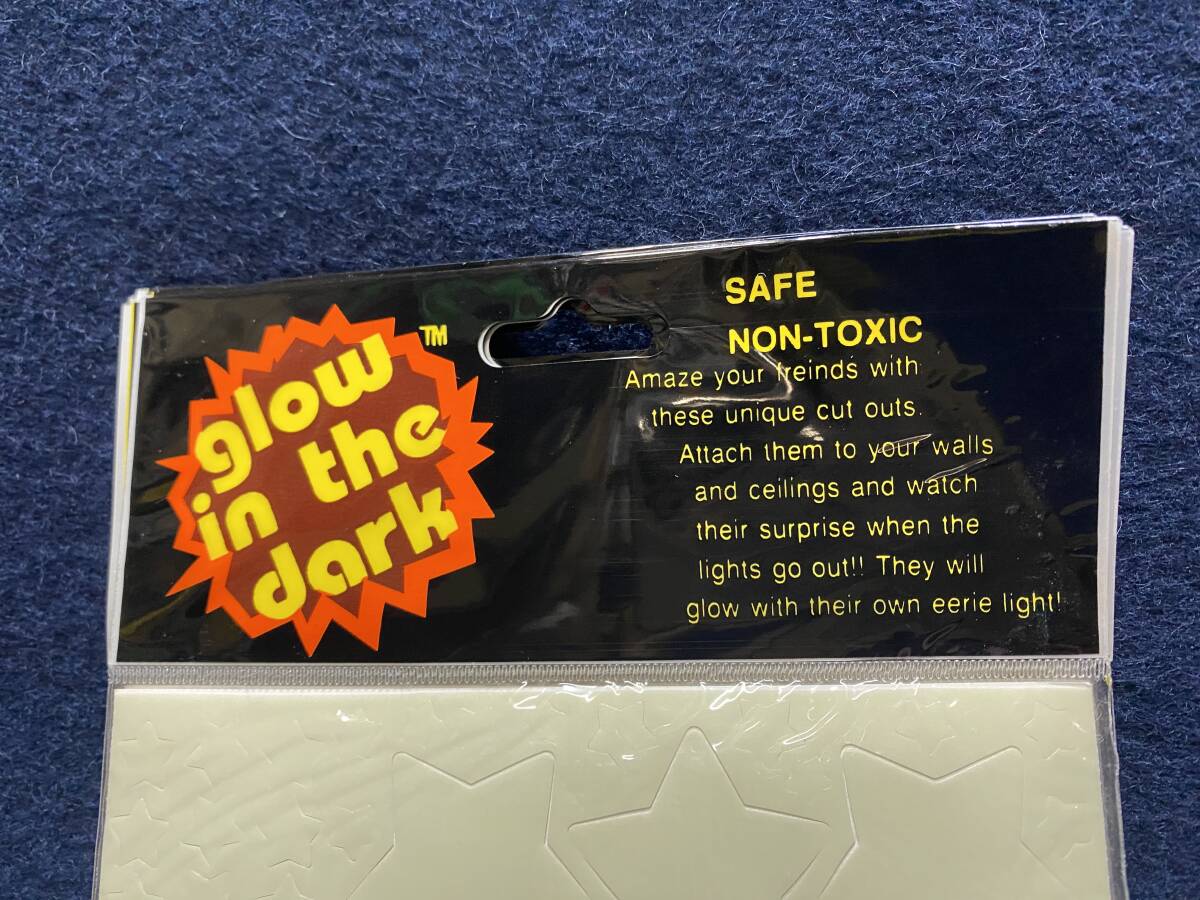 glow
in the
dark
TM
SAFE
NON-TOXIC
Amaze your freinds with
these unique cut outs.
Attach them to your walls
and ceilings and watch
their surprise when the
lights go out!! They will
glow with their own eerie light!